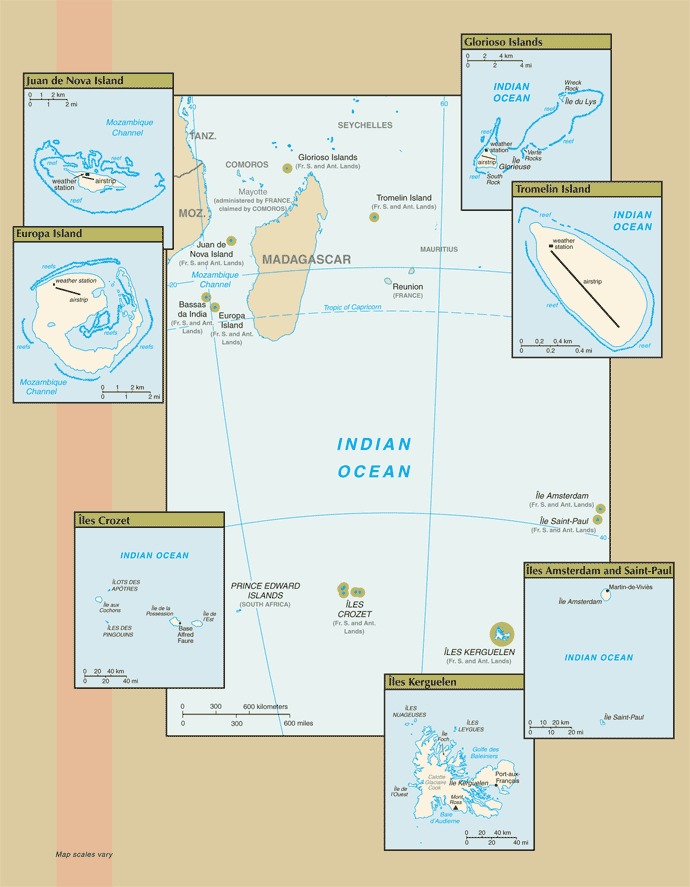 Glorioso Islands
0 2 4 km
0 2 4 mi
INDIAN
OCEAN
Wreck
Rock
Île du Lys
reef
reef
weather
station
airstrip
Île
Glorieuse
Verte
Rocks
reef
South
Rock
Juan de Nova Island
0 1 2 km
0 1 2 mi
Mozambique
Channel
reef
reef
weather
station
airstrip
reef
Tromelin Island
reef
INDIAN
OCEAN
weather
station
airstrip
0 0.2 0.4 km
0 0.2 0.4 mi
reef
Europa Island
reefs
weather station
airstrip
reefs
reefs
Mozambique
Channel
0 1 2 km
0 1 2 mi
40
60
TANZ.
SEYCHELLES
COMOROS
Glorioso Islands
(Fr. S. and Ant. Lands)
Mayotte
(administered by FRANCE,
claimed by COMOROS)
Tromelin Island
(Fr. S. and Ant. Lands)
MOZ.
Juan de
Nova Island
(Fr. S. and Ant. Lands)
MADAGASCAR
MAURITIUS
Mozambique
Channel
20
Reunion
(FRANCE)
Bassas
da India
(Fr. S. and Ant.
Lands)
Europa
Island
(Fr. S. and Ant.
Lands)
Tropic of Capricorn
INDIAN
OCEAN
Île Amsterdam
(Fr. S. and Ant. Lands)
Île Saint-Paul
(Fr. S. and Ant. Lands)
40
PRINCE EDWARD
ISLANDS
(SOUTH AFRICA)
ÎLES
CROZET
(Fr. S. and Ant.
Lands)
ÎLES KERGUELEN
(Fr. S. and Ant. Lands)
0 300 600 kilometers
0 300 600 miles
Îles Crozet
INDIAN OCEAN
ÎLOTS DES
APÔTRES
Île aux
Cochons
ÎLES DES
PINGOUINS
Île de la
Possession
Île de
l'Est
Base
Alfred
Faure
0 20 40 km
0 20 40 mi
Îles Amsterdam and Saint-Paul
Martin-de-Viviès
Île Amsterdam
INDIAN OCEAN
Île Saint-Paul
0 10 20 km
0 10 20 mi
Îles Kerguelen
ÎLES
NUAGEUSES
ÎLES
LEYGUES
Île
Foch
Golfe des
Baleiniers
Calotte
Glaciaire
Cook
Île Kerguelen
Port-aux-
Français
Île de
l'Ouest
Mont
Ross
Baie
d'Audierne
0 20 40 km
0 20 40 mi
Map scales vary